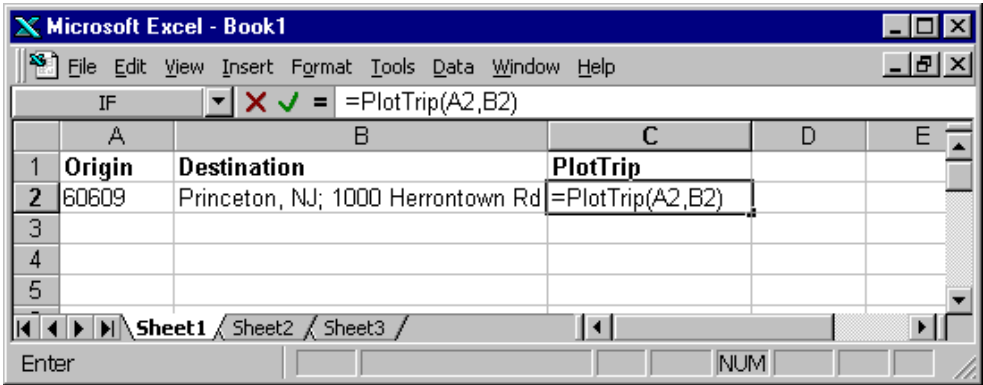 Microsoft Excel - Book1
File Edit View Insert Format Tools Data Window Help
IF = =PlotTrip(A2,B2)
A B C D E
1 Origin Destination PlotTrip
2 60609 Princeton, NJ; 1000 Herrontown Rd =PlotTrip(A2,B2)
3
4
5
Sheet1 Sheet2 Sheet3
Enter NUM